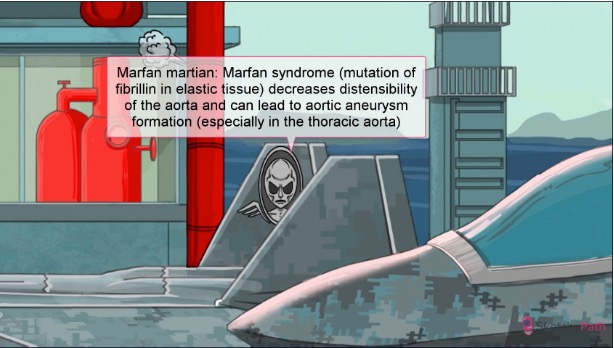 Marfan martian: Marfan syndrome (mutation of
fibrillin in elastic tissue) decreases distensibility
of the aorta and can lead to aortic aneurysm
formation (especially in the thoracic aorta)